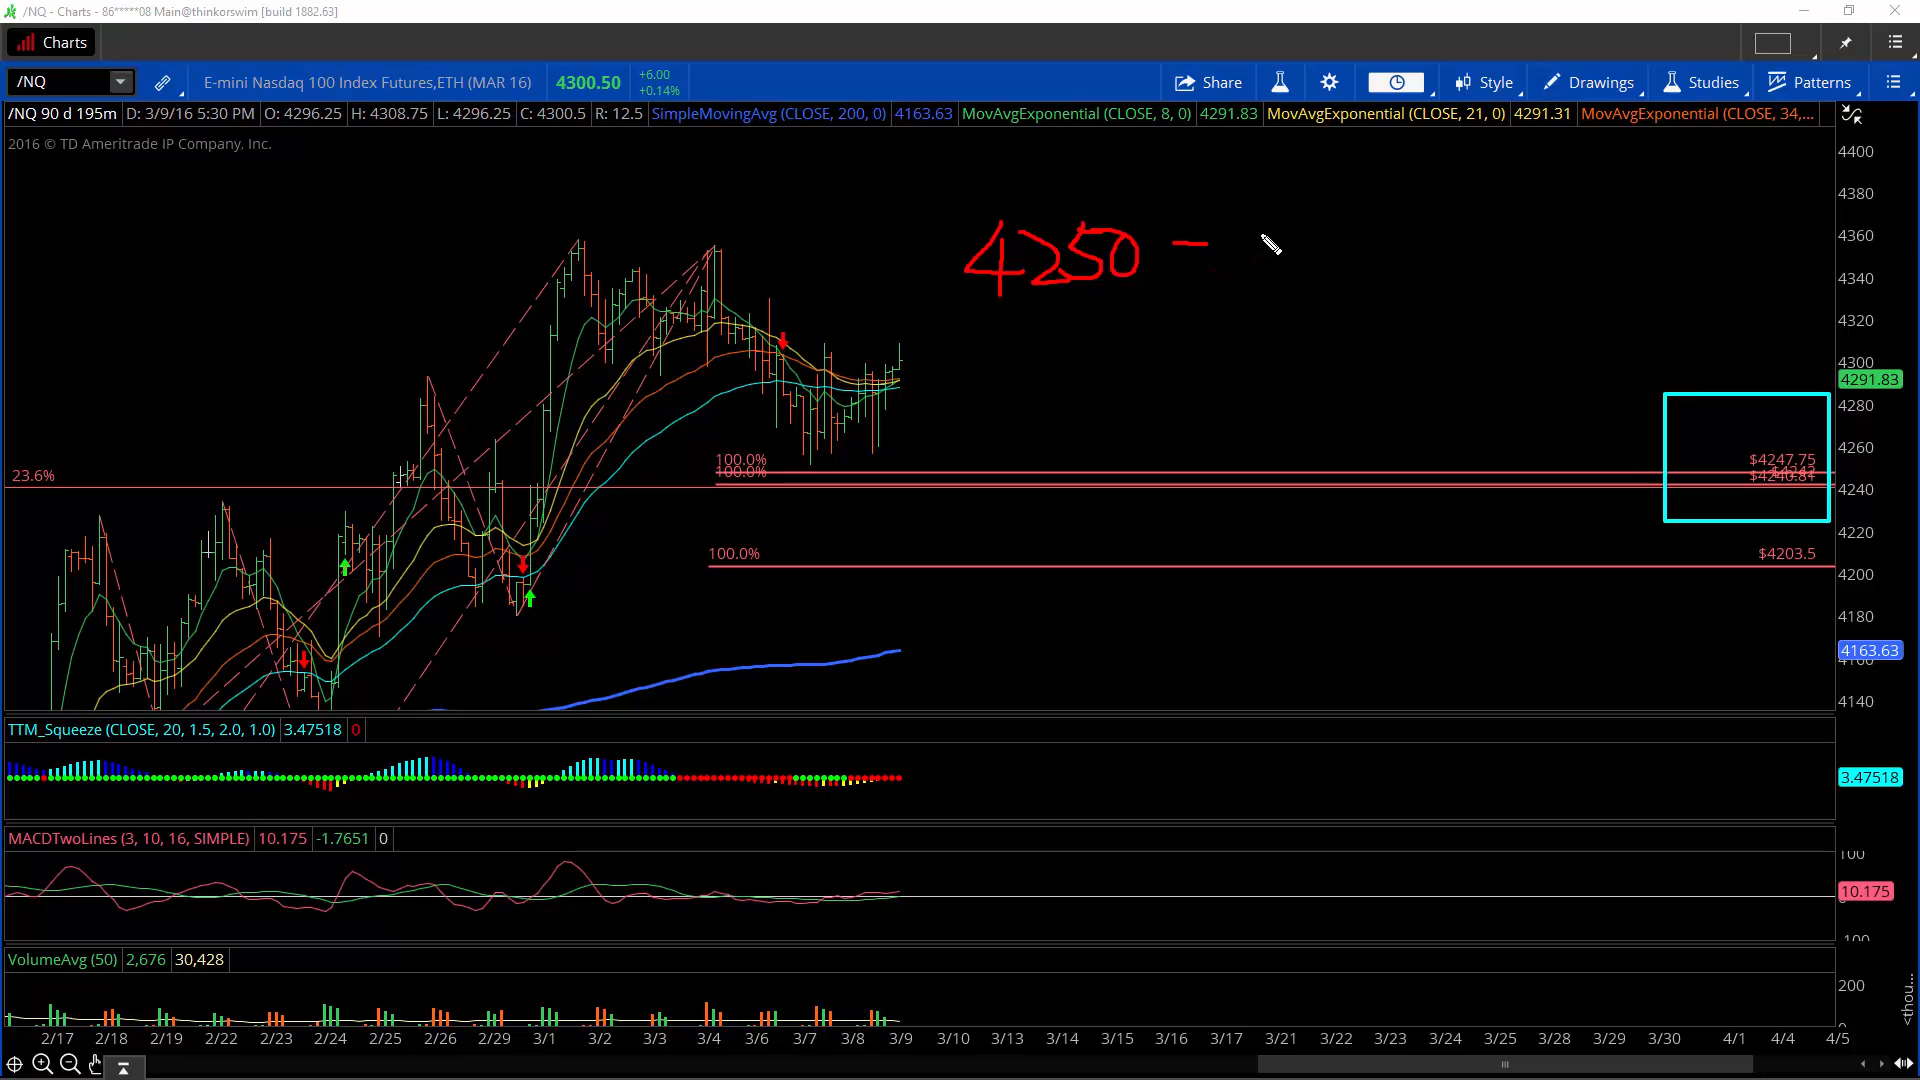 /NQ - Charts - 86*****08 Main@thinkorswim [build 1882.63]
Charts
/NQ E-mini Nasdaq 100 Index Futures,ETH (MAR 16) 4300.50 +6.00 +0.14% Share Style Drawings Studies Patterns
/NQ 90 d 195m D: 3/9/16 5:30 PM O: 4296.25 H: 4308.75 L: 4296.25 C: 4300.5 R: 12.5 SimpleMovingAvg (CLOSE, 200, 0) 4163.63 MovAvgExponential (CLOSE, 8, 0) 4291.83 MovAvgExponential (CLOSE, 21, 0) 4291.31 MovAvgExponential (CLOSE, 34,...
2016 © TD Ameritrade IP Company, Inc.
4400
4380
4360
4250 -
4340
4320
4300
4291.83
4280
4260
100.0% $4247.75
100.0%
23.6% $4240.81
4240
4220
100.0% $4203.5
4200
4180
4163.63
4140
TTM_Squeeze (CLOSE, 20, 1.5, 2.0, 1.0) 3.47518 0
3.47518
MACDTwoLines (3, 10, 16, SIMPLE) 10.175 -1.7651 0
100
10.175
-100
VolumeAvg (50) 2,676 30,428
200
0
<thou...
2/17 2/18 2/19 2/22 2/23 2/24 2/25 2/26 2/29 3/1 3/2 3/3 3/4 3/6 3/7 3/8 3/9 3/10 3/13 3/14 3/15 3/16 3/17 3/21 3/22 3/23 3/24 3/25 3/28 3/29 3/30 4/1 4/4 4/5